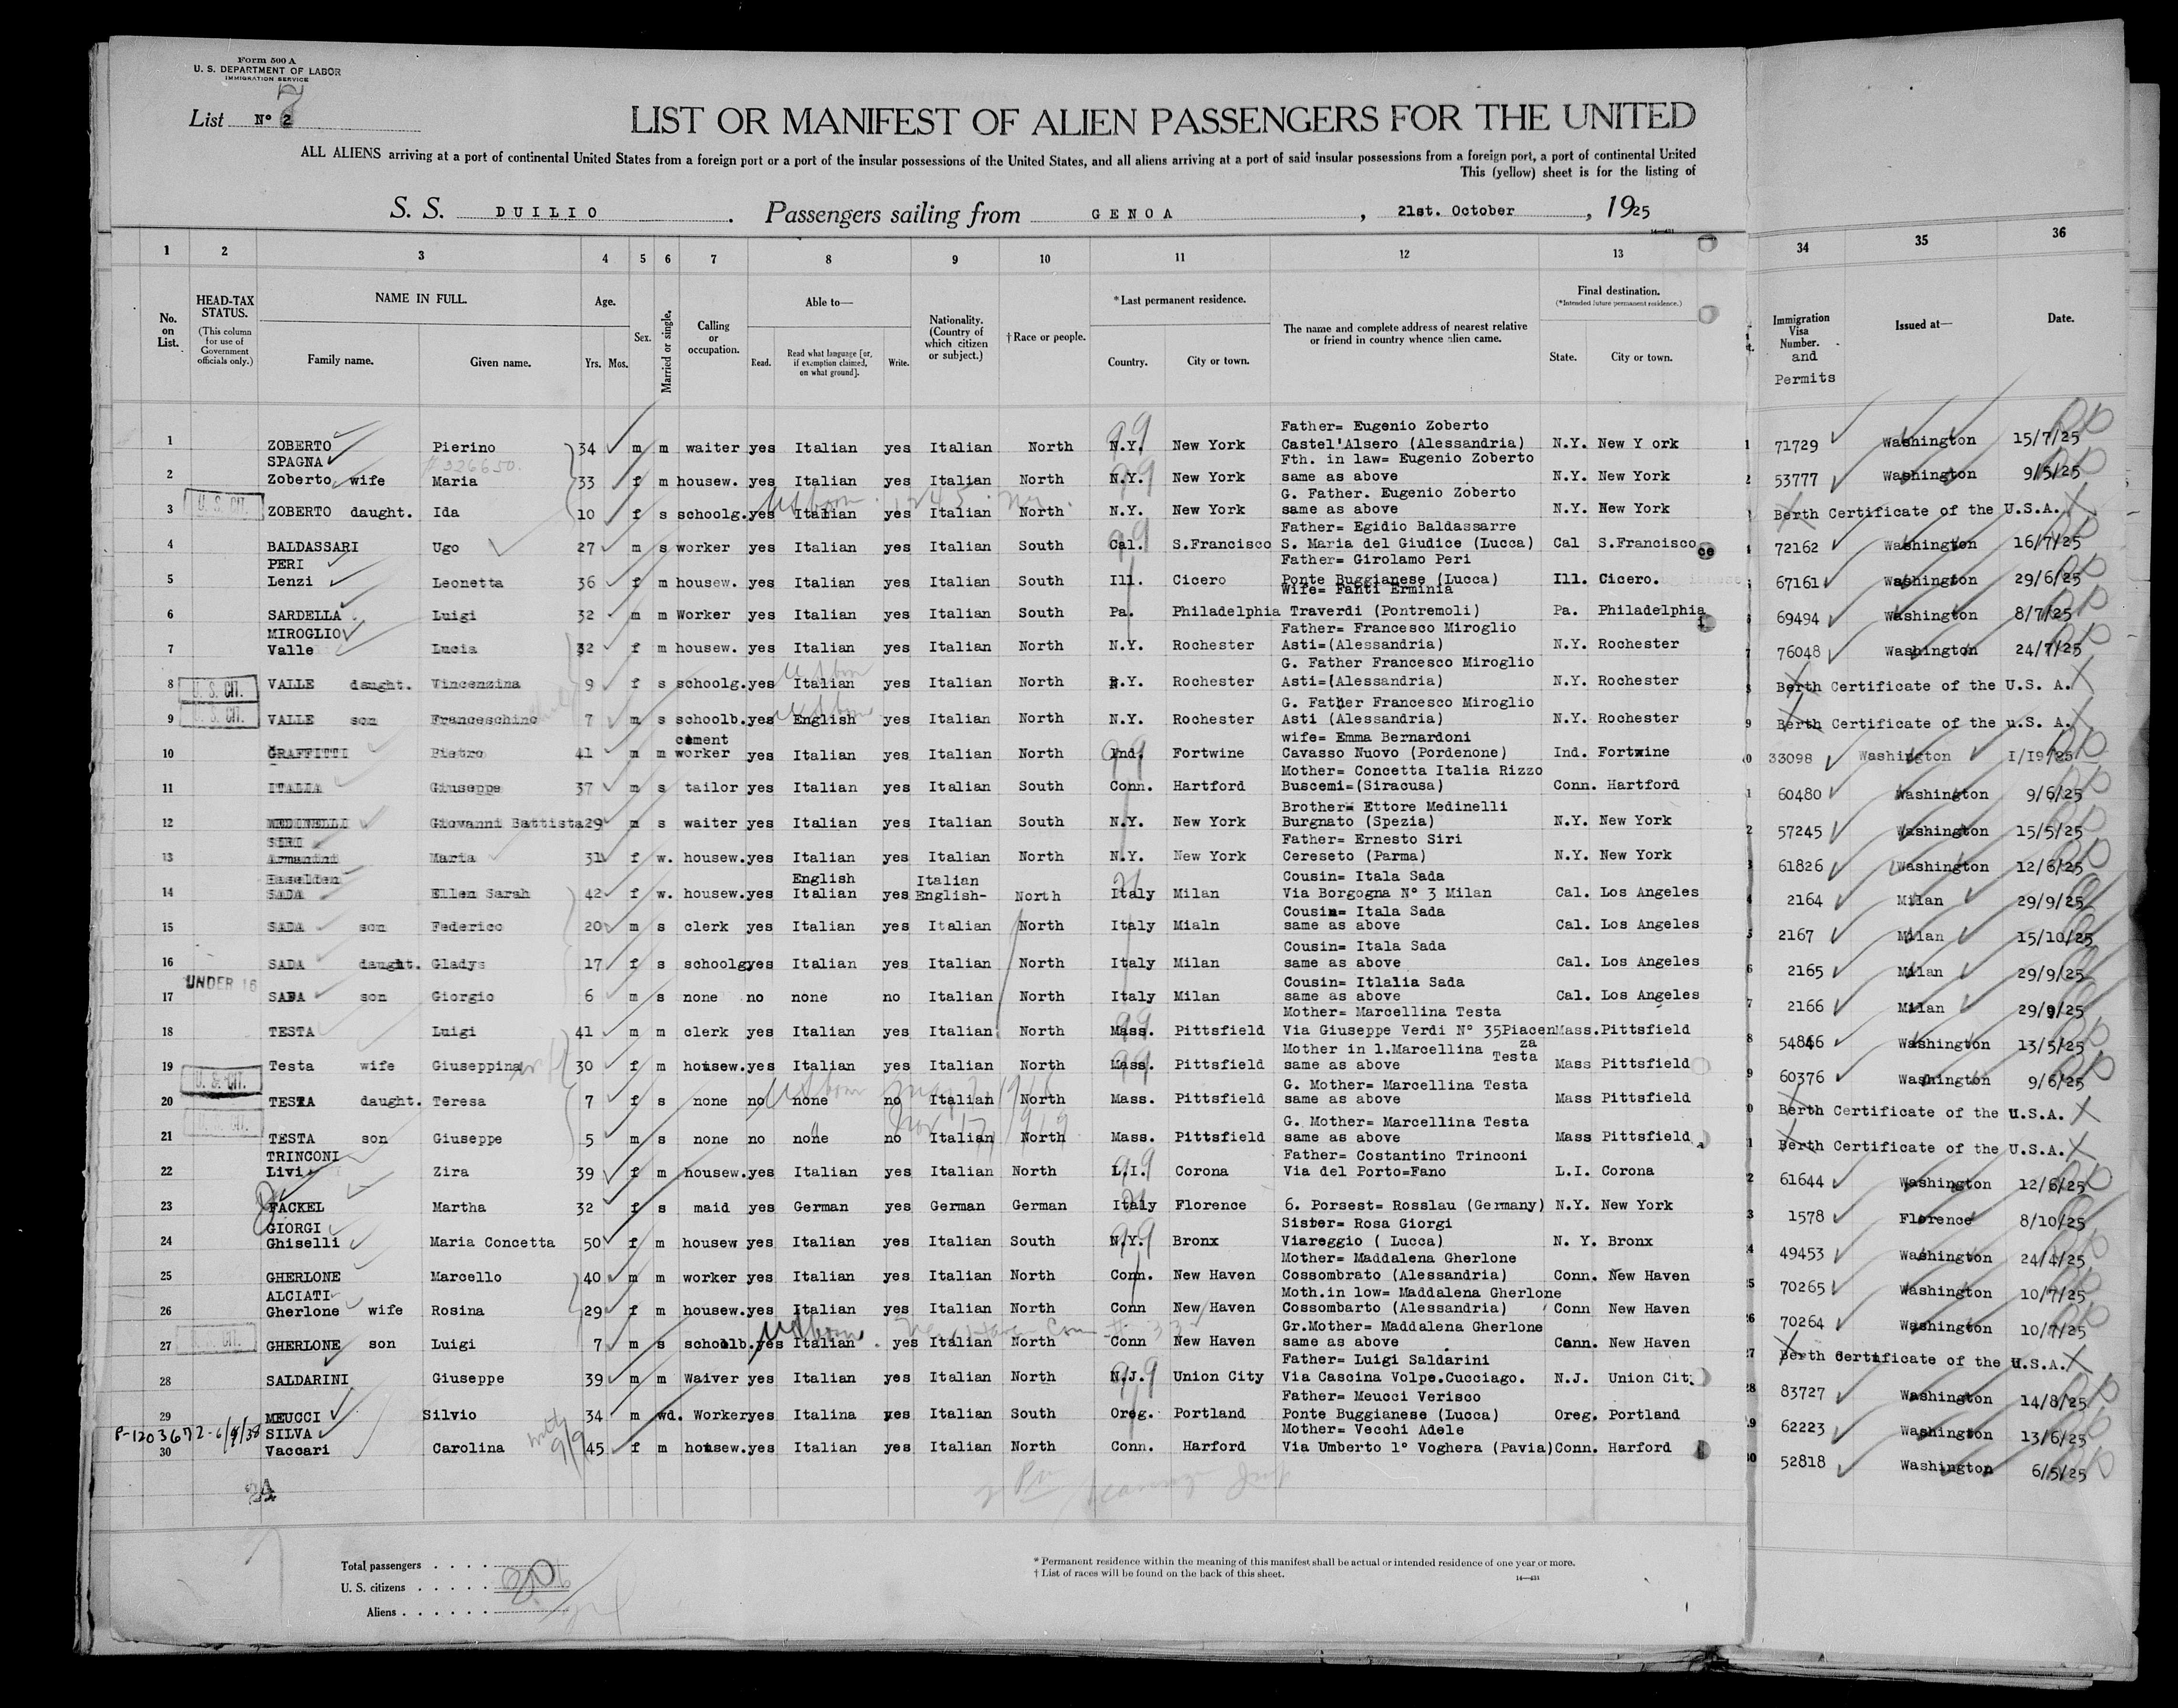 Form 500 A
U. S. DEPARTMENT OF LABOR
IMMIGRATION SERVICE
List No 2
LIST OR MANIFEST OF ALIEN PASSENGERS FOR THE UNITED
ALL ALIENS arriving at a port of continental United States from a foreign port or a port of the insular possessions of the United States, and all aliens arriving at a port of said insular possessions from a foreign port, a port of continental United
This (yellow) sheet is for the listing of
S. S. DUILIO. Passengers sailing from GENOA, 21st. October, 1925
1 2 3 4 5 6 7 8 9 10 11 12 13 34 35 36
No. on List.
HEAD-TAX STATUS. (This column for use of Government officials only.)
NAME IN FULL. Family name. Given name.
Age. Yrs. Mos.
Sex.
Married or single.
Calling or occupation.
Able to— Read. Read what language [or, if exemption claimed, on what ground]. Write.
Nationality. (Country of which citizen or subject.)
† Race or people.
*Last permanent residence. Country. City or town.
The name and complete address of nearest relative or friend in country whence alien came.
Final destination. (*Intended future permanent residence.) State. City or town.
Immigration Visa Number. and Permits
Issued at—
Date.
1 ZOBERTO Pierino 34 m m waiter yes Italian yes Italian North N.Y. New York Father= Eugenio Zoberto Castel'Alsero (Alessandria) N.Y. New Y ork 1 71729 Washington 15/7/25
2 SPAGNA Zoberto wife Maria 33 f m housew. yes Italian yes Italian North N.Y. New York Fth. in law= Eugenio Zoberto same as above N.Y. New York 2 53777 Washington 9/5/25
U. S. CIT.
3 ZOBERTO daught. Ida 10 f s schoolg. yes Italian yes Italian North N.Y. New York G. Father. Eugenio Zoberto same as above N.Y. New York Berth Certificate of the U.S.A.
4 BALDASSARI Ugo 27 m s worker yes Italian yes Italian South Cal. S.Francisco Father= Egidio Baldassarre S. Maria del Giudice (Lucca) Cal S.Francisco 72162 Washington 16/7/25
5 PERI Lenzi Leonetta 36 f m housew. yes Italian yes Italian South Ill. Cicero Father= Girolamo Peri Ponte Buggianese (Lucca) Ill. Cicero. 67161 Washington 29/6/25
6 SARDELLA Luigi 32 m m Worker yes Italian yes Italian South Pa. Philadelphia Wife= Fanti Erminia Traverdi (Pontremoli) Pa. Philadelphia 69494 Washington 8/7/25
7 MIROGLIO Valle Lucia 32 f m housew. yes Italian yes Italian North N.Y. Rochester Father= Francesco Miroglio Asti=(Alessandria) N.Y. Rochester 76048 Washington 24/7/25
U. S. CIT.
8 VALLE daught. Vincenzina 9 f s schoolg. yes Italian yes Italian North N.Y. Rochester G. Father Francesco Miroglio Asti=(Alessandria) N.Y. Rochester Berth Certificate of the U.S. A.
U. S. CIT.
9 VALLE son Franceschino 7 m s schoolb. yes English yes Italian North N.Y. Rochester G. Father Francesco Miroglio Asti (Alessandria) N.Y. Rochester 9 Berth Certificate of the u.S. A.
10 GRAFFITTI Pietro 41 m m cement worker yes Italian yes Italian North Ind. Fortwine wife= Emma Bernardoni Cavasso Nuovo (Pordenone) Ind. Fortwine 33098 Washington I/I9/25
11 ITALIA Giuseppe 37 m s tailor yes Italian yes Italian South Conn. Hartford Mother= Concetta Italia Rizzo Buscemi=(Siracusa) Conn. Hartford 60480 Washington 9/6/25
12 MEDINELLI Giovanni Battista 29 m s waiter yes Italian yes Italian South N.Y. New York Brother= Ettore Medinelli Burgnato (Spezia) N.Y. New York 57245 Washington 15/5/25
13 SIRI Armanini Maria 31 f w. housew. yes Italian yes Italian North N.Y. New York Father= Ernesto Siri Cereseto (Parma) N.Y. New York 61826 Washington 12/6/25
14 Haselden SADA Ellen Sarah 42 f w. housew. yes English Italian yes Italian English- North Italy Milan Cousin= Itala Sada Via Borgogna No 3 Milan Cal. Los Angeles 2164 Milan 29/9/25
15 SADA son Federico 20 m s clerk yes Italian yes Italian North Italy Mialn Cousin= Itala Sada same as above Cal. Los Angeles 2167 Milan 15/10/25
16 SADA daught. Gladys 17 f s schoolg. yes Italian yes Italian North Italy Milan Cousin= Itala Sada same as above Cal. Los Angeles 2165 Milan 29/9/25
UNDER 16
17 SADA son Giorgio 6 m s none no none no Italian North Italy Milan Cousin= Itlalia Sada same as above Cal. Los Angeles 2166 Milan 29/9/25
18 TESTA Luigi 41 m m clerk yes Italian yes Italian North Mass. Pittsfield Mother= Marcellina Testa Via Giuseppe Verdi No 35Piacenza Mass. Pittsfield 54846 Washington 13/5/25
19 Testa wife Giuseppina 30 f m housew. yes Italian yes Italian North Mass. Pittsfield Mother in l.Marcellina Testa same as above Mass Pittsfield 60376 Washington 9/6/25
U. S. CIT.
20 TESTA daught. Teresa 7 f s none no none no Italian North Mass. Pittsfield G. Mother= Marcellina Testa same as above Mass Pittsfield Berth Certificate of the U.S.A.
21 TESTA son Giuseppe 5 m s none no none no Italian North Mass. Pittsfield G. Mother= Marcellina Testa same as above Mass Pittsfield Berth Certificate of the U.S.A.
22 TRINCONI Livi Zira 39 f m housew. yes Italian yes Italian North L.I. Corona Father= Costantino Trinconi Via del Porto=Fano L.I. Corona 61644 Washington 12/6/25
23 FACKEL Martha 32 f s maid yes German yes German German Italy Florence 6. Porsest= Rosslau (Germany) N.Y. New York 1578 Florence 8/10/25
24 GIORGI Ghiselli Maria Concetta 50 f m housew yes Italian yes Italian South N.Y. Bronx Sister= Rosa Giorgi Viareggio ( Lucca) N. Y. Bronx 49453 Washington 24/4/25
25 GHERLONE Marcello 40 m m worker yes Italian yes Italian North Conn. New Haven Mother= Maddalena Gherlone Cossombrato (Alessandria) Conn. New Haven 70265 Washington 10/7/25
26 ALCIATI Gherlone wife Rosina 29 f m housew. yes Italian yes Italian North Conn New Haven Moth.in low= Maddalena Gherlone Cossombarto (Alessandria) Conn New Haven 70264 Washington 10/7/25
27 GHERLONE son Luigi 7 m s schoolb. yes Italian yes Italian North Conn New Haven Gr.Mother= Maddalena Gherlone same as above Conn. New Haven Berth Certificate of the U.S.A.
28 SALDARINI Giuseppe 39 m m Waiver yes Italian yes Italian North N.J. Union City Father= Luigi Saldarini Via Cascina Volpe.Cucciago. N.J. Union Cit 83727 Washington 14/8/25
29 MEUCCI Silvio 34 m wd. Worker yes Italina yes Italian South Oreg. Portland Father= Meucci Verisco Ponte Buggianese (Lucca) Oreg. Portland 62223 Washington 13/6/25
30 SILVA Vaccari Carolina 45 f m housew. yes Italian yes Italian North Conn. Harford Mother= Vecchi Adele Via Umberto 1o Voghera (Pavia) Conn. Harford 52818 Washington 6/5/25
Total passengers . . . .
U. S. citizens . . . . .
Aliens . . . . . .
* Permanent residence within the meaning of this manifest shall be actual or intended residence of one year or more.
† List of races will be found on the back of this sheet.